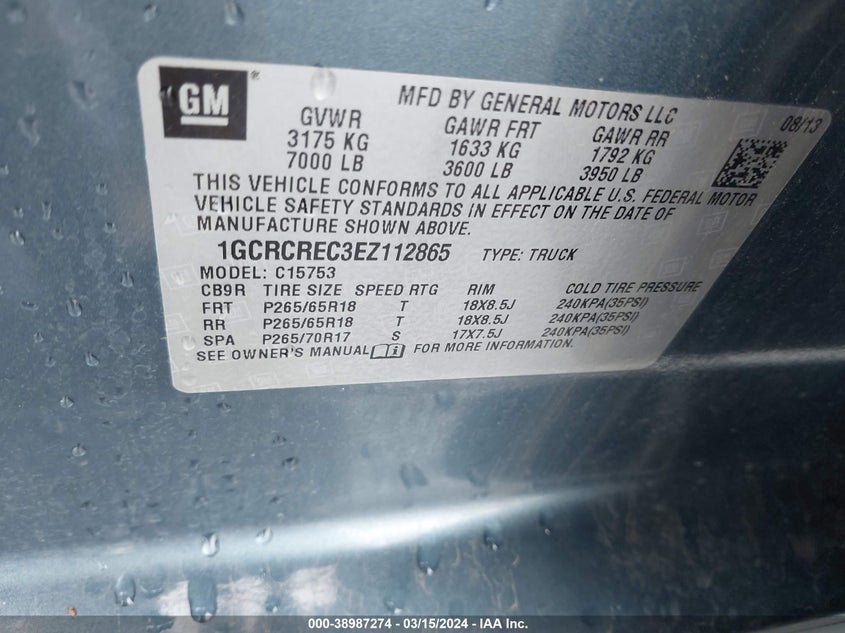 GM ®
MFD BY GENERAL MOTORS LLC
08/13
GVWR GAWR FRT GAWR RR
3175 KG 1633 KG 1792 KG
7000 LB 3600 LB 3950 LB
THIS VEHICLE CONFORMS TO ALL APPLICABLE U.S. FEDERAL MOTOR
VEHICLE SAFETY STANDARDS IN EFFECT ON THE DATE OF
MANUFACTURE SHOWN ABOVE.
1GCRCREC3EZ112865 TYPE: TRUCK
MODEL: C15753
CB9R TIRE SIZE SPEED RTG RIM COLD TIRE PRESSURE
FRT P265/65R18 T 18X8.5J 240KPA(35PSI)
RR P265/65R18 T 18X8.5J 240KPA(35PSI)
SPA P265/70R17 S 17X7.5J 240KPA(35PSI)
SEE OWNER'S MANUAL FOR MORE INFORMATION.
000-38987274 - 03/15/2024 - IAA Inc.